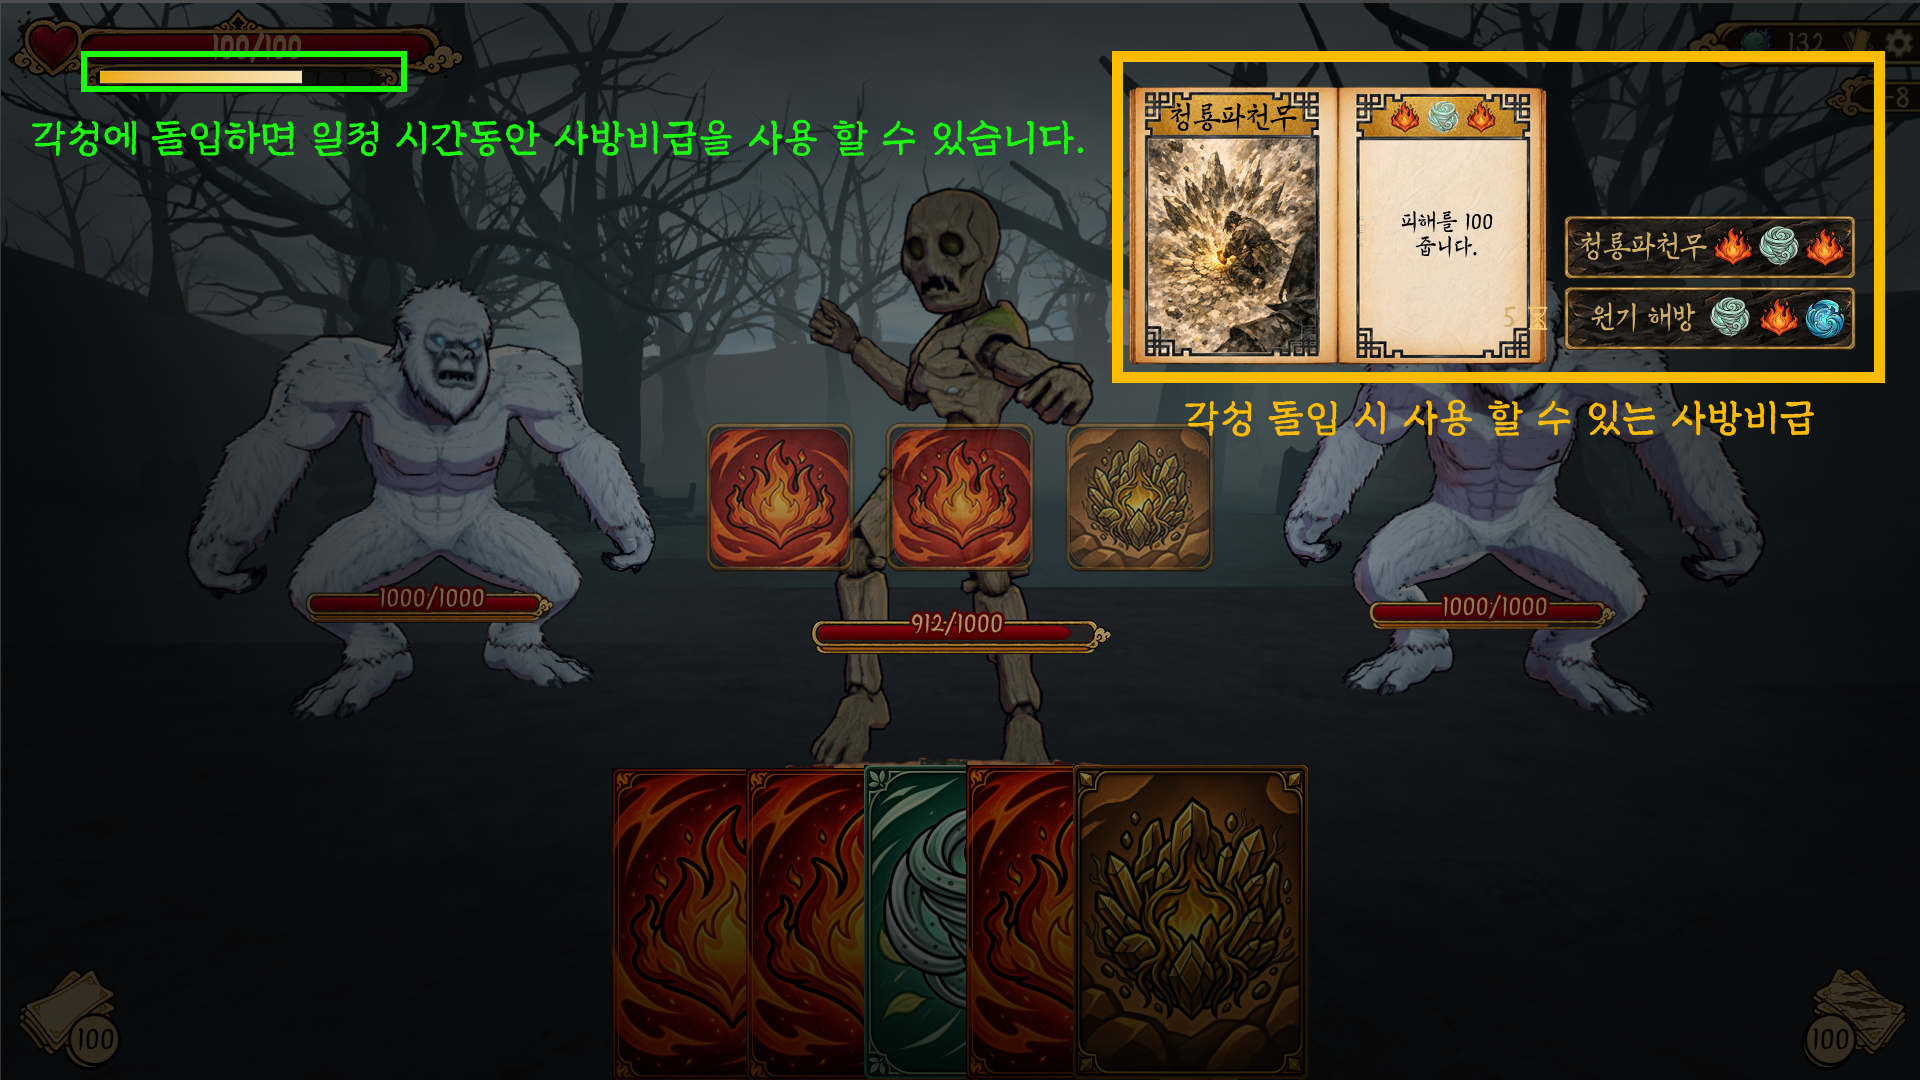 100/100
132
-8
각성에 돌입하면 일정 시간동안 사방비급을 사용 할 수 있습니다.
청룡파천무
피해를 100
줍니다.
5
청룡파천무
원기 해방
각성 돌입 시 사용 할 수 있는 사방비급
1000/1000
912/1000
1000/1000
100
100